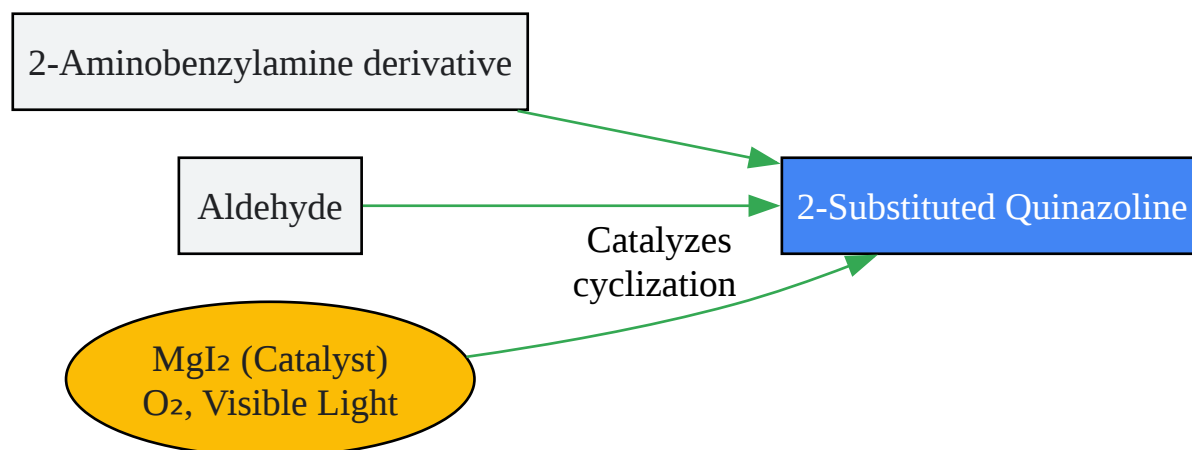 2-Aminobenzylamine derivative
Aldehyde
2-Substituted Quinazoline
Catalyzes
cyclization
MgI₂ (Catalyst)
O₂, Visible Light